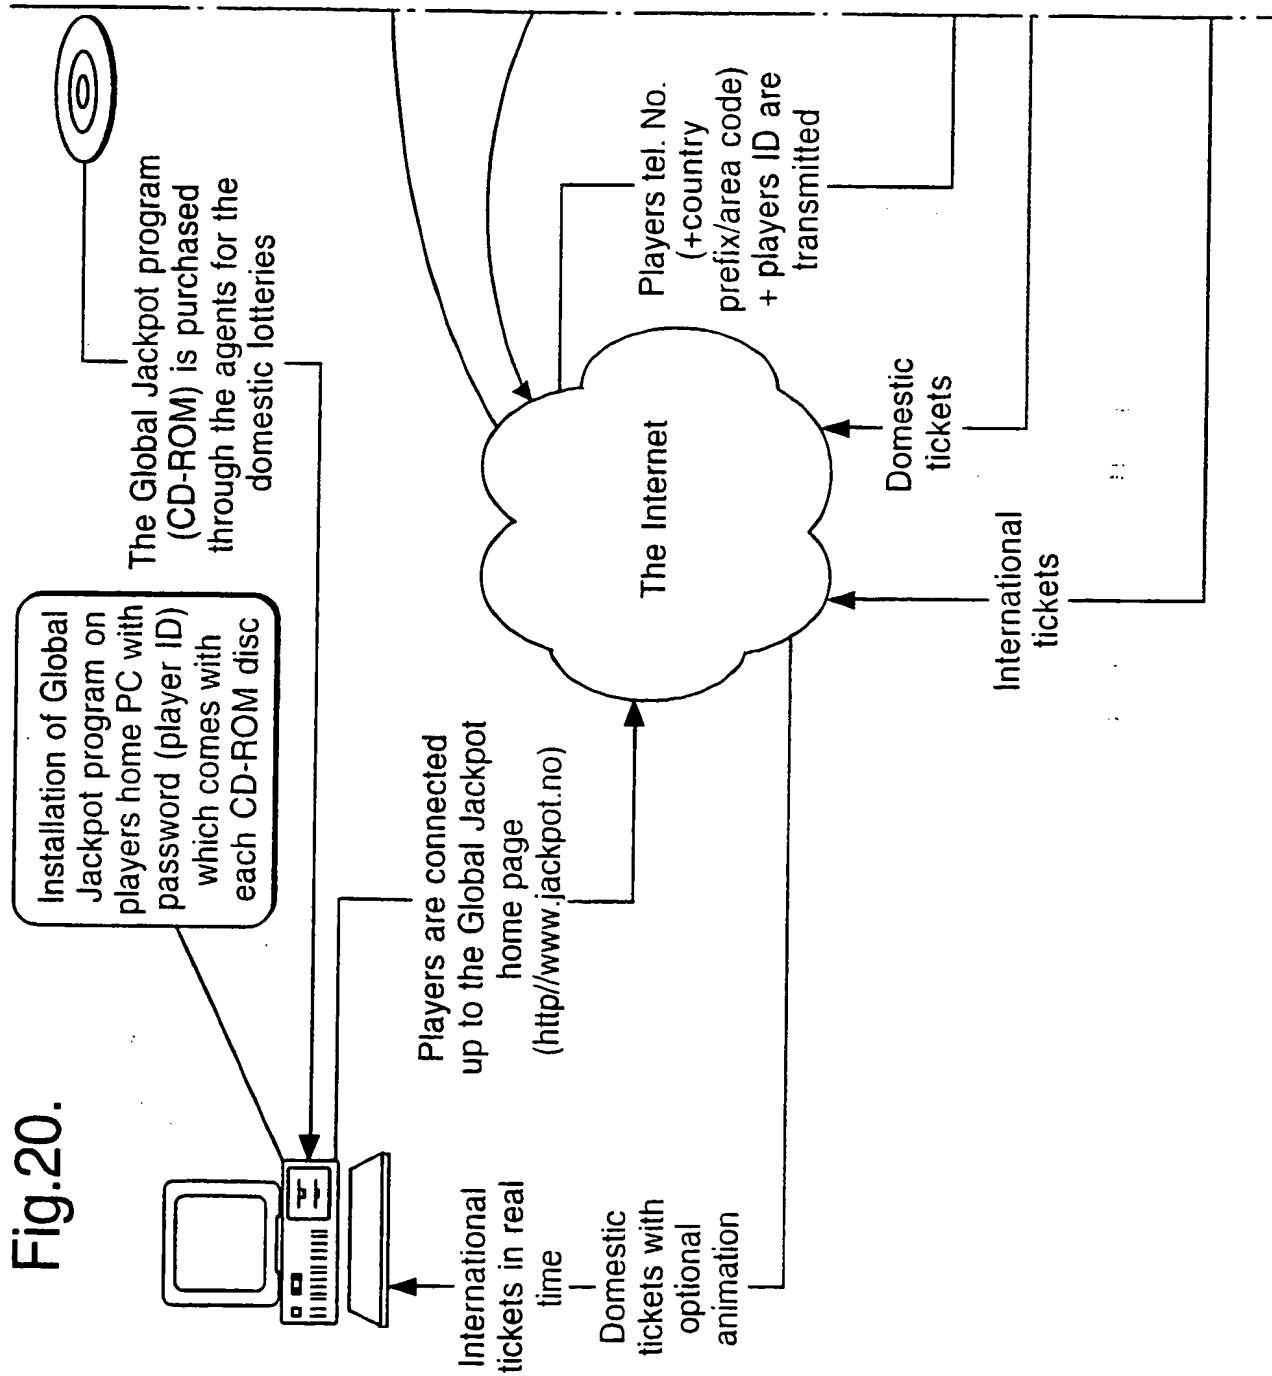 Fig.20.
Installation of Global
Jackpot program on
players home PC with
password (player ID)
which comes with
each CD-ROM disc
The Global Jackpot program
(CD-ROM) is purchased
through the agents for the
domestic lotteries
Players are connected
up to the Global Jackpot
home page
(http//www.jackpot.no)
International
tickets in real
time
Domestic
tickets with
optional
animation
The Internet
Players tel. No.
(+country
prefix/area code)
+ players ID are
transmitted
Domestic
tickets
International
tickets